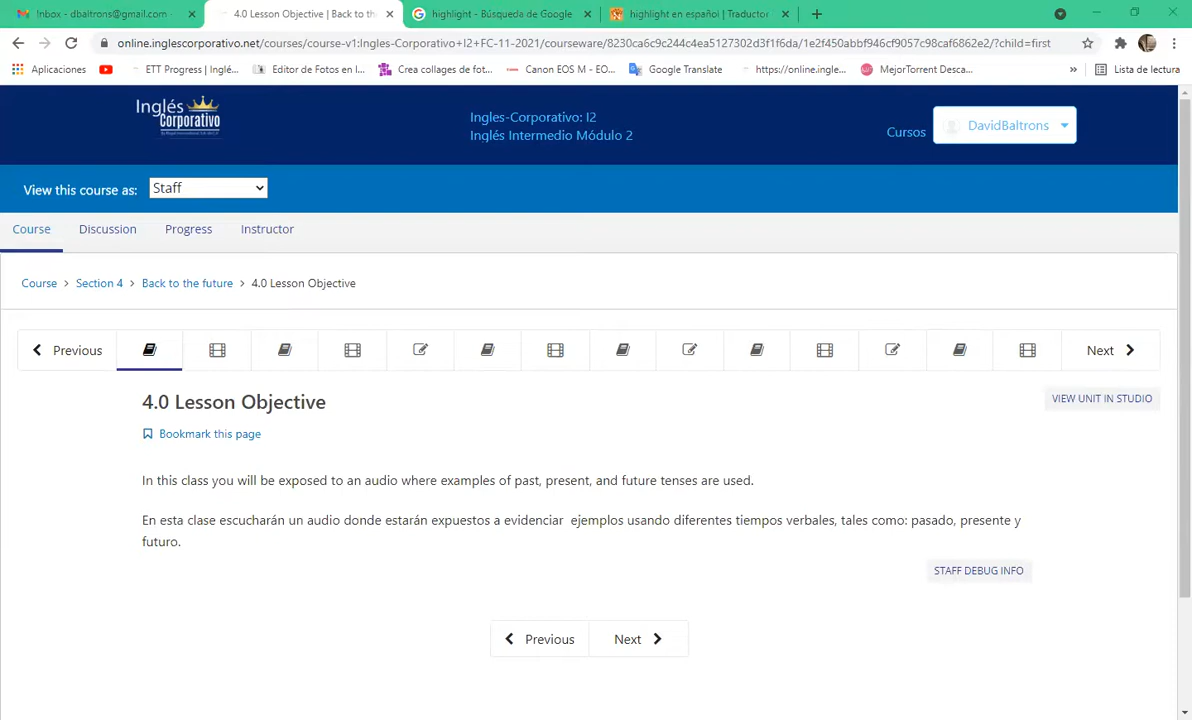 Inbox - dbaltrons@gmail.com -
4.0 Lesson Objective | Back to th
highlight - Búsqueda de Google
highlight en español | Traductor
online.inglescorporativo.net/courses/course-v1:Ingles-Corporativo+I2+FC-11-2021/courseware/8230ca6c9c244c4ea5127302d3f1f6da/1e2f450abbf946cf9057c98caf6862e2/?child=first
Aplicaciones
ETT Progress | Inglé...
Editor de Fotos en l...
Crea collages de fot...
Canon EOS M - EO...
Google Translate
https://online.ingle...
MejorTorrent Desca...
»
Lista de lectura
Inglés
Corporativo
Ingles-Corporativo: I2
Inglés Intermedio Módulo 2
Cursos
DavidBaltrons
View this course as:
Staff
Course
Discussion
Progress
Instructor
Course > Section 4 > Back to the future > 4.0 Lesson Objective
Previous
Next
4.0 Lesson Objective
VIEW UNIT IN STUDIO
Bookmark this page
In this class you will be exposed to an audio where examples of past, present, and future tenses are used.
En esta clase escucharán un audio donde estarán expuestos a evidenciar ejemplos usando diferentes tiempos verbales, tales como: pasado, presente y
futuro.
STAFF DEBUG INFO
Previous
Next